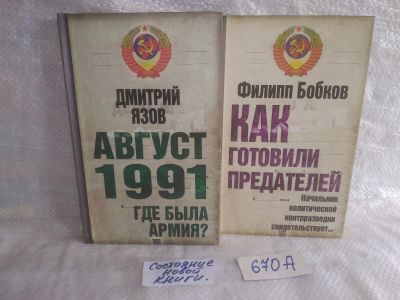 ДМИТРИЙ
ЯЗОВ
АВГУСТ
1991
ГДЕ БЫЛА
АРМИЯ?
Филипп Бобков
КАК
ГОТОВИЛИ
ПРЕДАТЕЛЕЙ
Начальник
политической
контрразведки
свидетельствует...
Состояние
новой
книги.
670А